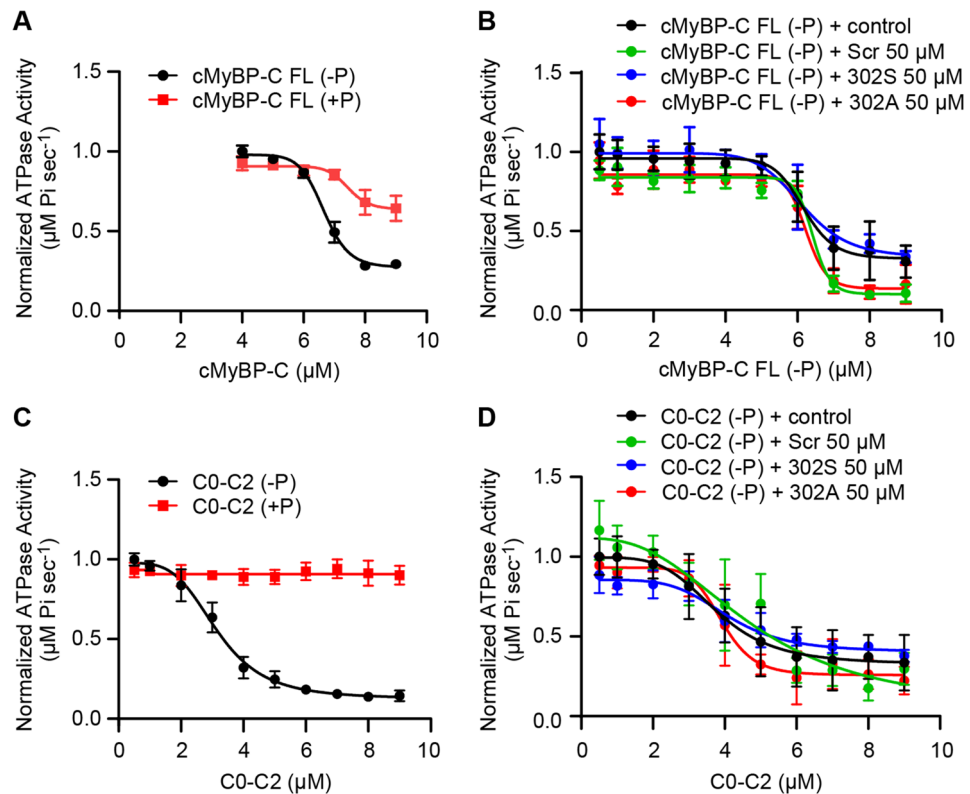 A
cMyBP-C FL (-P)
cMyBP-C FL (+P)
Normalized ATPase Activity
(µM Pi sec⁻¹)
1.5
1.0
0.5
0.0
0 2 4 6 8 10
cMyBP-C (µM)
B
cMyBP-C FL (-P) + control
cMyBP-C FL (-P) + Scr 50 µM
cMyBP-C FL (-P) + 302S 50 µM
cMyBP-C FL (-P) + 302A 50 µM
Normalized ATPase Activity
(µM Pi sec⁻¹)
1.5
1.0
0.5
0.0
0 2 4 6 8 10
cMyBP-C FL (-P) (µM)
C
C0-C2 (-P)
C0-C2 (+P)
Normalized ATPase Activity
(µM Pi sec⁻¹)
1.5
1.0
0.5
0.0
0 2 4 6 8 10
C0-C2 (µM)
D
C0-C2 (-P) + control
C0-C2 (-P) + Scr 50 µM
C0-C2 (-P) + 302S 50 µM
C0-C2 (-P) + 302A 50 µM
Normalized ATPase Activity
(µM Pi sec⁻¹)
1.5
1.0
0.5
0.0
0 2 4 6 8 10
C0-C2 (µM)